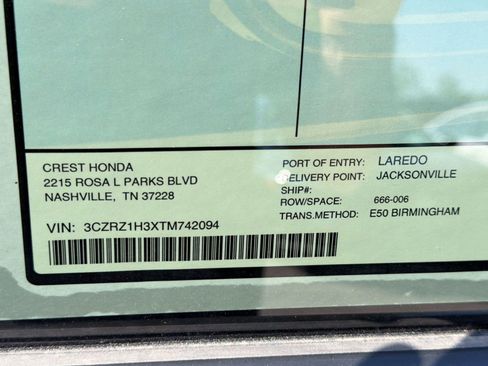 CREST HONDA
2215 ROSA L PARKS BLVD
NASHVILLE, TN 37228
VIN: 3CZRZ1H3XTM742094
PORT OF ENTRY: LAREDO
DELIVERY POINT: JACKSONVILLE
SHIP#:
ROW/SPACE: 666-006
TRANS.METHOD: E50 BIRMINGHAM